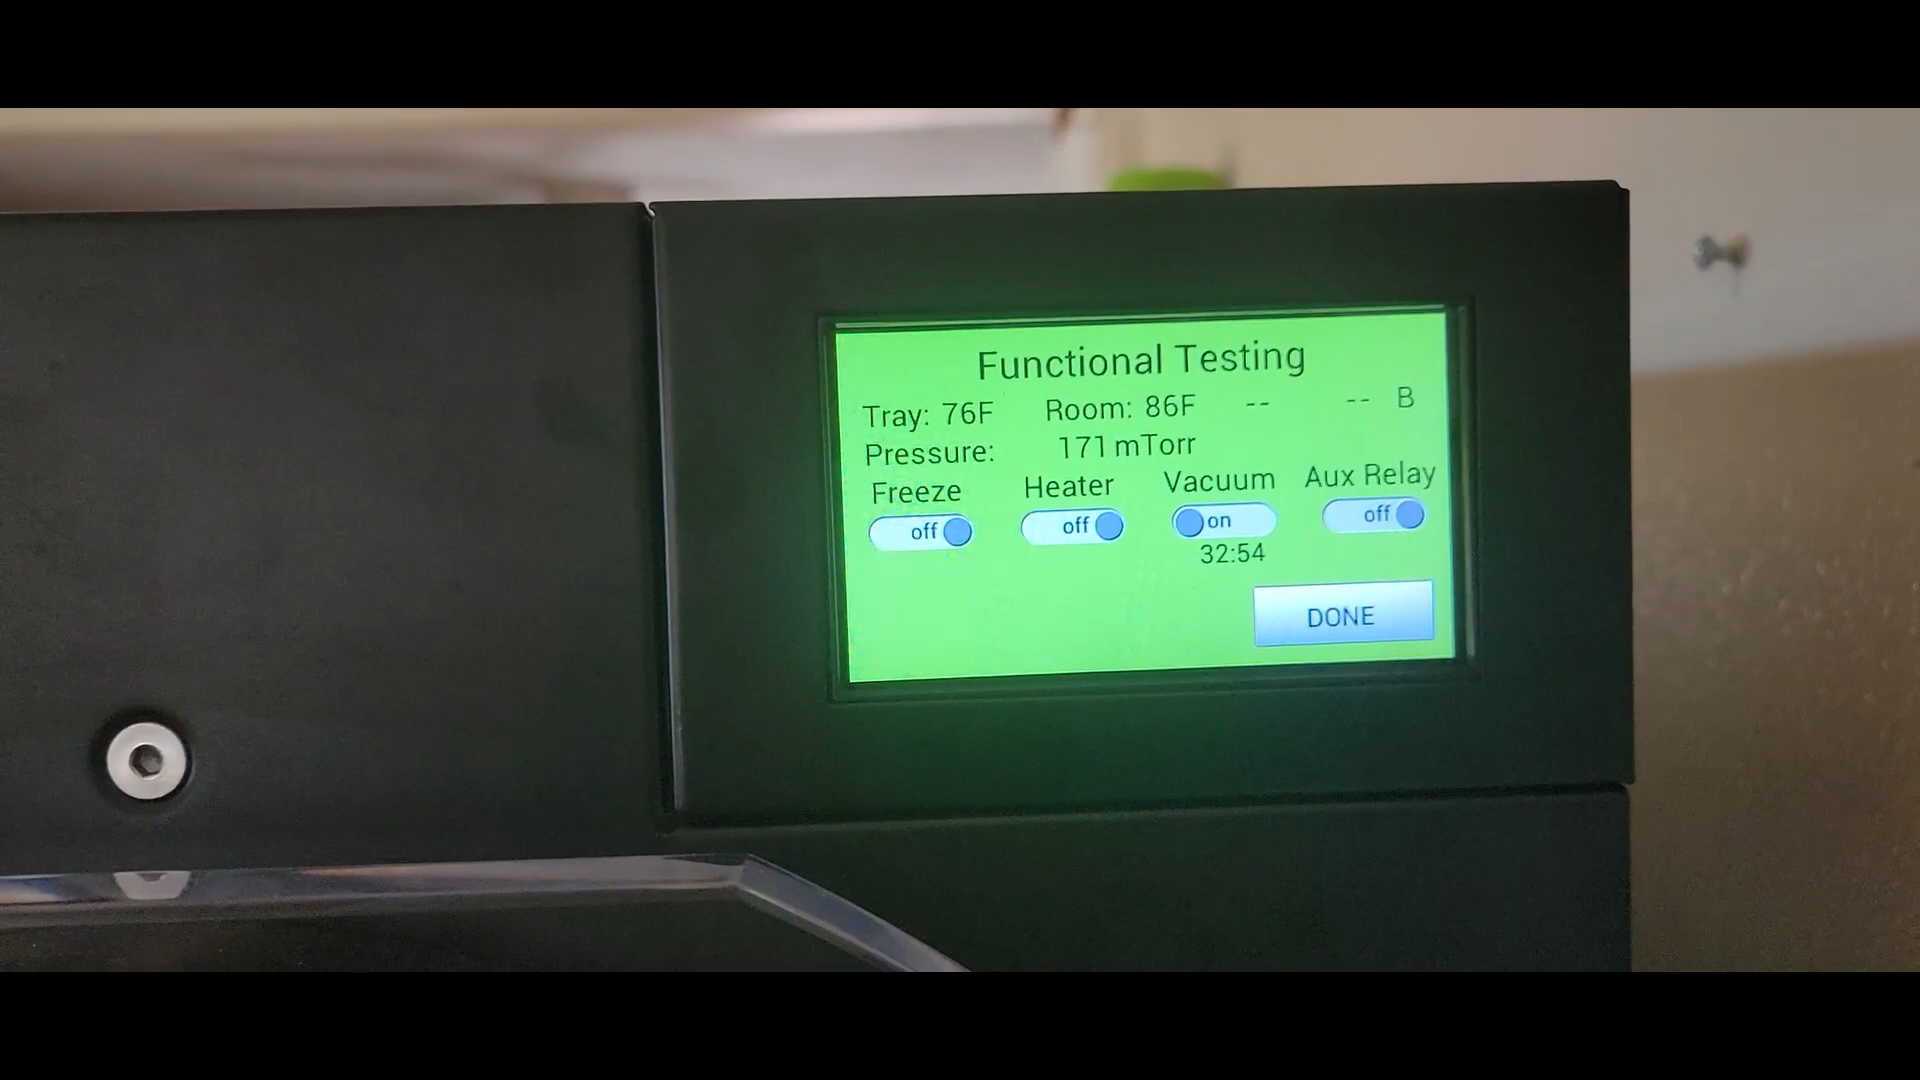 Functional Testing
Tray: 76F Room: 86F -- -- B
Pressure: 171 mTorr
Freeze Heater Vacuum Aux Relay
off off on off
32:54
DONE